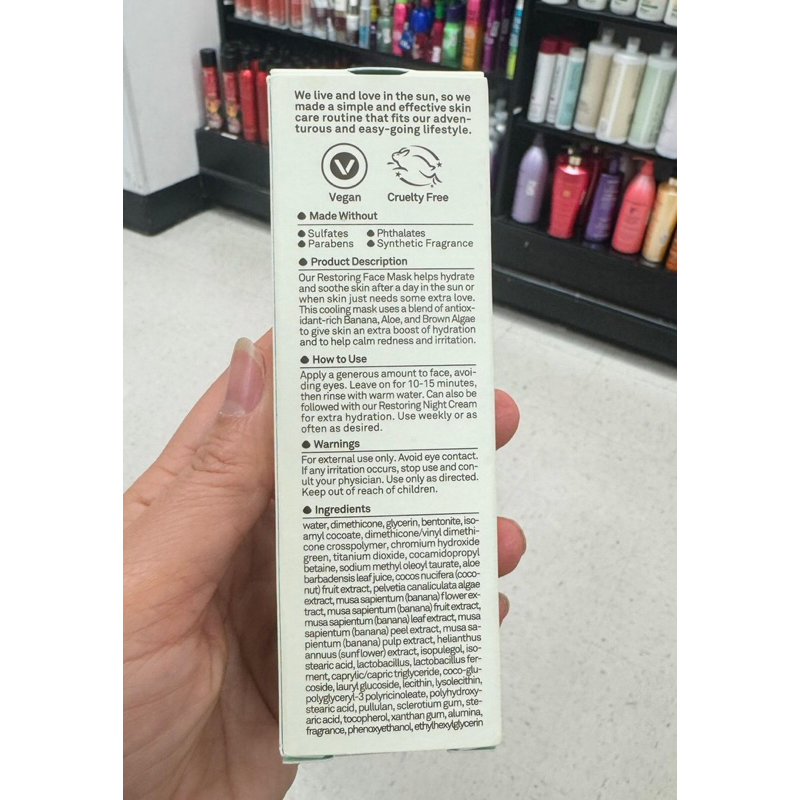 We live and love in the sun, so we
made a simple and effective skin
care routine that fits our adven-
turous and easy-going lifestyle.
V
Vegan
Cruelty Free
Made Without
Sulfates
Phthalates
Parabens
Synthetic Fragrance
Product Description
Our Restoring Face Mask helps hydrate
and soothe skin after a day in the sun or
when skin just needs some extra love.
This cooling mask uses a blend of antiox-
idant-rich Banana, Aloe, and Brown Algae
to give skin an extra boost of hydration
and to help calm redness and irritation.
How to Use
Apply a generous amount to face, avoi-
ding eyes. Leave on for 10-15 minutes,
then rinse with warm water. Can also be
followed with our Restoring Night Cream
for extra hydration. Use weekly or as
often as desired.
Warnings
For external use only. Avoid eye contact.
If any irritation occurs, stop use and con-
ult your physician. Use only as directed.
Keep out of reach of children.
Ingredients
water, dimethicone, glycerin, bentonite, iso-
amyl cocoate, dimethicone/vinyl dimethi-
cone crosspolymer, chromium hydroxide
green, titanium dioxide, cocamidopropyl
betaine, sodium methyl oleoyl taurate, aloe
barbadensis leaf juice, cocos nucifera (coco-
nut) fruit extract, pelvetia canaliculata algae
extract, musa sapientum (banana) flower ex-
tract, musa sapientum (banana) fruit extract,
musa sapientum (banana) leaf extract, musa
sapientum (banana) peel extract, musa sa-
pientum (banana) pulp extract, helianthus
annuus (sunflower) extract, isopulegol, iso-
stearic acid, lactobacillus, lactobacillus fer-
ment, caprylic/capric triglyceride, coco-glu-
coside, lauryl glucoside, lecithin, lysolecithin,
polyglyceryl-3 polyricinoleate, polyhydroxy-
stearic acid, pullulan, sclerotium gum, ste-
aric acid, tocopherol, xanthan gum, alumina,
fragrance, phenoxyethanol, ethylhexylglycerin